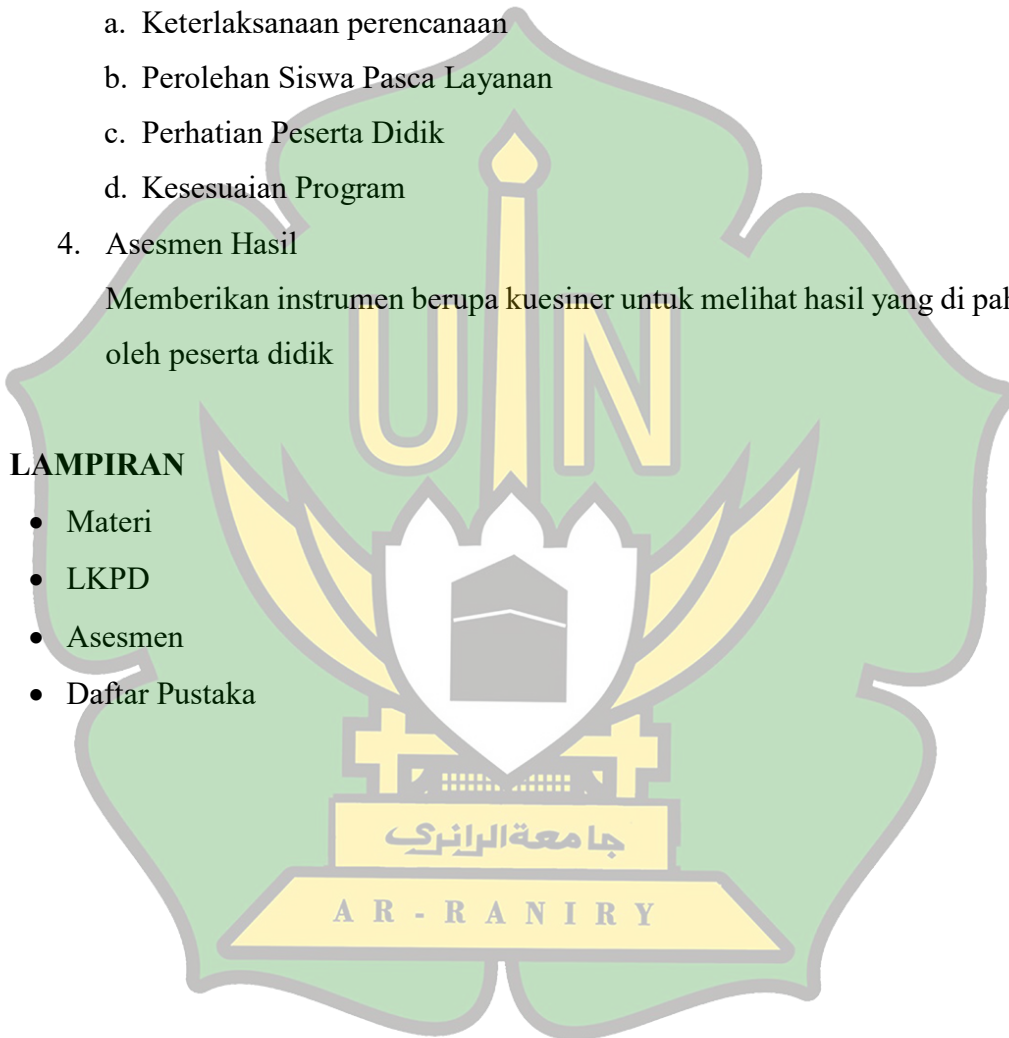 a. Keterlaksanaan perencanaan
b. Perolehan Siswa Pasca Layanan
c. Perhatian Peserta Didik
d. Kesesuaian Program
4. Asesmen Hasil
Memberikan instrumen berupa kuesiner untuk melihat hasil yang di
oleh peserta didik
UIN
LAMPIRAN
• Materi
• LKPD
• Asesmen
• Daftar Pustaka
جامعة الرانري
AR-RANIRY